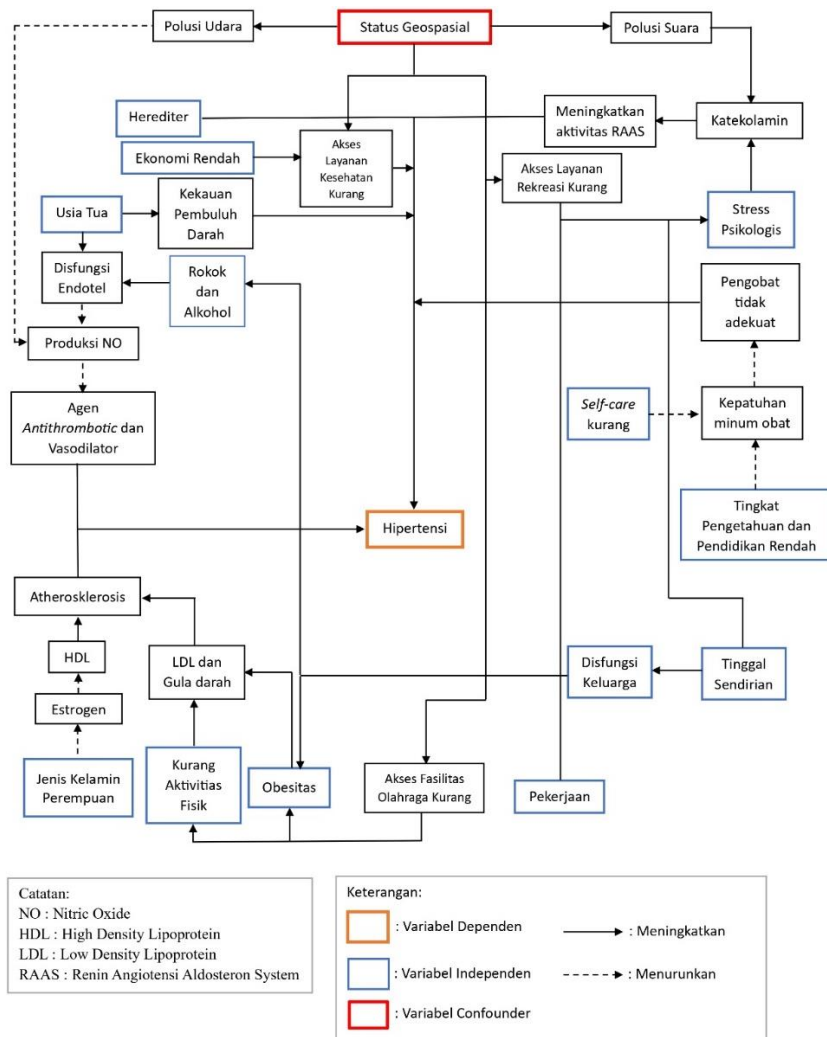 Polusi Udara
Status Geospasial
Polusi Suara
Herediter
Meningkatkan
aktivitas RAAS
Katekolamin
Ekonomi Rendah
Akses
Layanan
Kesehatan
Kurang
Akses Layanan
Rekreasi Kurang
Usia Tua
Kekauan
Pembuluh
Darah
Stress
Psikologis
Disfungsi
Endotel
Rokok
dan
Alkohol
Pengobat
tidak
adekuat
Produksi NO
Agen
Antithrombotic dan
Vasodilator
Self-care
kurang
Kepatuhan
minum obat
Hipertensi
Tingkat
Pengetahuan dan
Pendidikan Rendah
Atherosklerosis
HDL
LDL dan
Gula darah
Disfungsi
Keluarga
Tinggal
Sendirian
Estrogen
Jenis Kelamin
Perempuan
Kurang
Aktivitias
Fisik
Obesitas
Akses Fasilitas
Olahraga Kurang
Pekerjaan
Catatan:
NO : Nitric Oxide
HDL : High Density Lipoprotein
LDL : Low Density Lipoprotein
RAAS : Renin Angiotensi Aldosteron System
Keterangan:
: Variabel Dependen
: Meningkatkan
: Variabel Independen
: Menurunkan
: Variabel Confounder